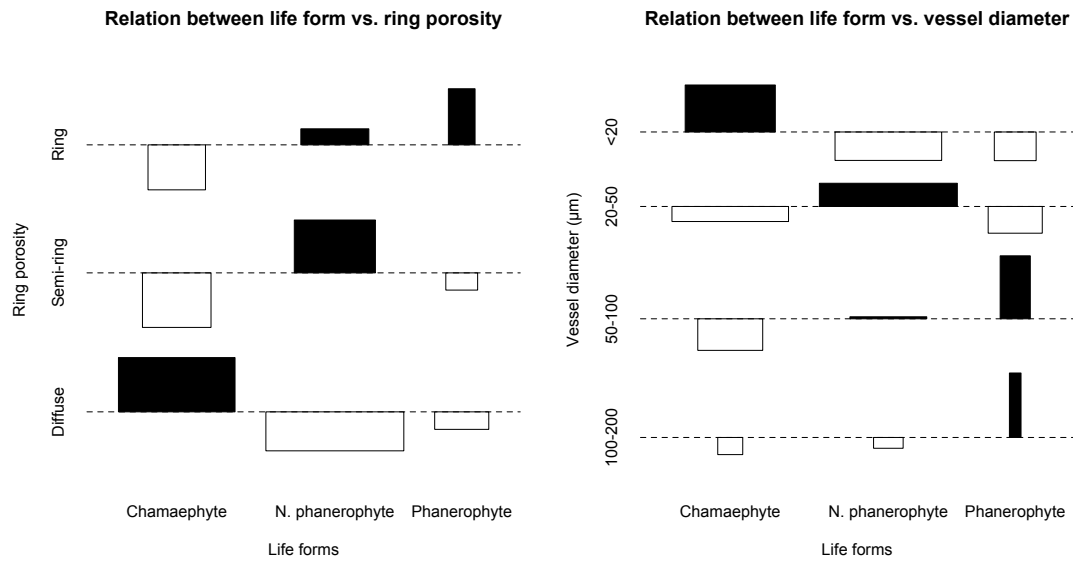 Relation between life form vs. ring porosity
Ring porosity
Ring
Semi-ring
Diffuse
Chamaephyte N. phanerophyte Phanerophyte
Life forms
Relation between life form vs. vessel diameter
Vessel diameter (μm)
<20
20-50
50-100
100-200
Chamaephyte N. phanerophyte Phanerophyte
Life forms